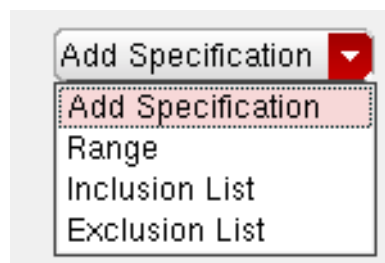 Add Specification
Add Specification
Range
Inclusion List
Exclusion List